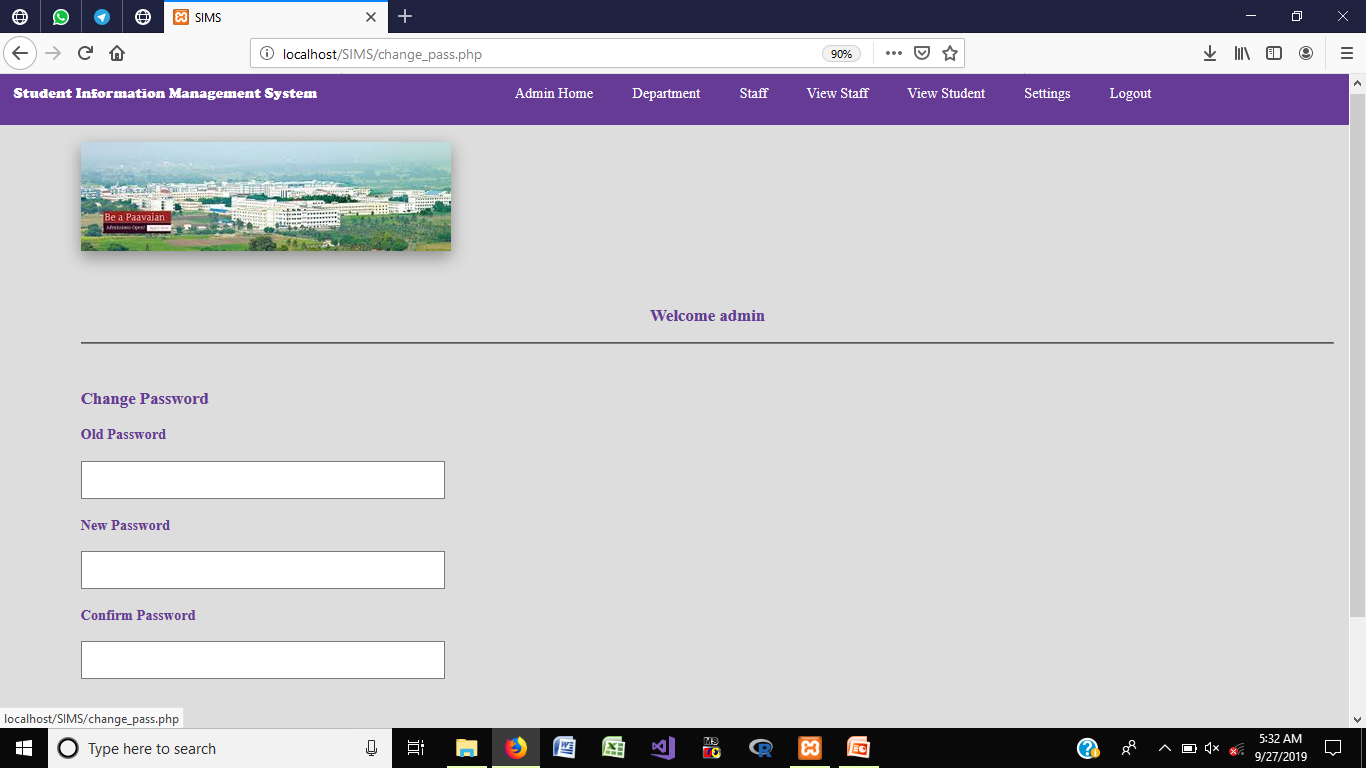 SIMS
localhost/SIMS/change_pass.php
90%
Student Information Management System
Admin Home
Department
Staff
View Staff
View Student
Settings
Logout
Be a Paavaian
Admissions Open!
Welcome admin
Change Password
Old Password
New Password
Confirm Password
localhost/SIMS/change_pass.php
Type here to search
5:32 AM
9/27/2019